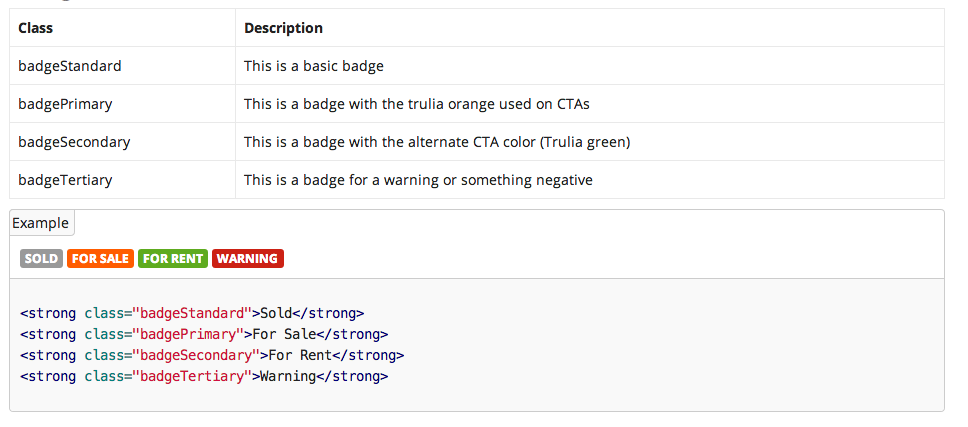 Class Description
badgeStandard This is a basic badge
badgePrimary This is a badge with the trulia orange used on CTAs
badgeSecondary This is a badge with the alternate CTA color (Trulia green)
badgeTertiary This is a badge for a warning or something negative
Example
SOLD FOR SALE FOR RENT WARNING
<strong class="badgeStandard">Sold</strong>
<strong class="badgePrimary">For Sale</strong>
<strong class="badgeSecondary">For Rent</strong>
<strong class="badgeTertiary">Warning</strong>